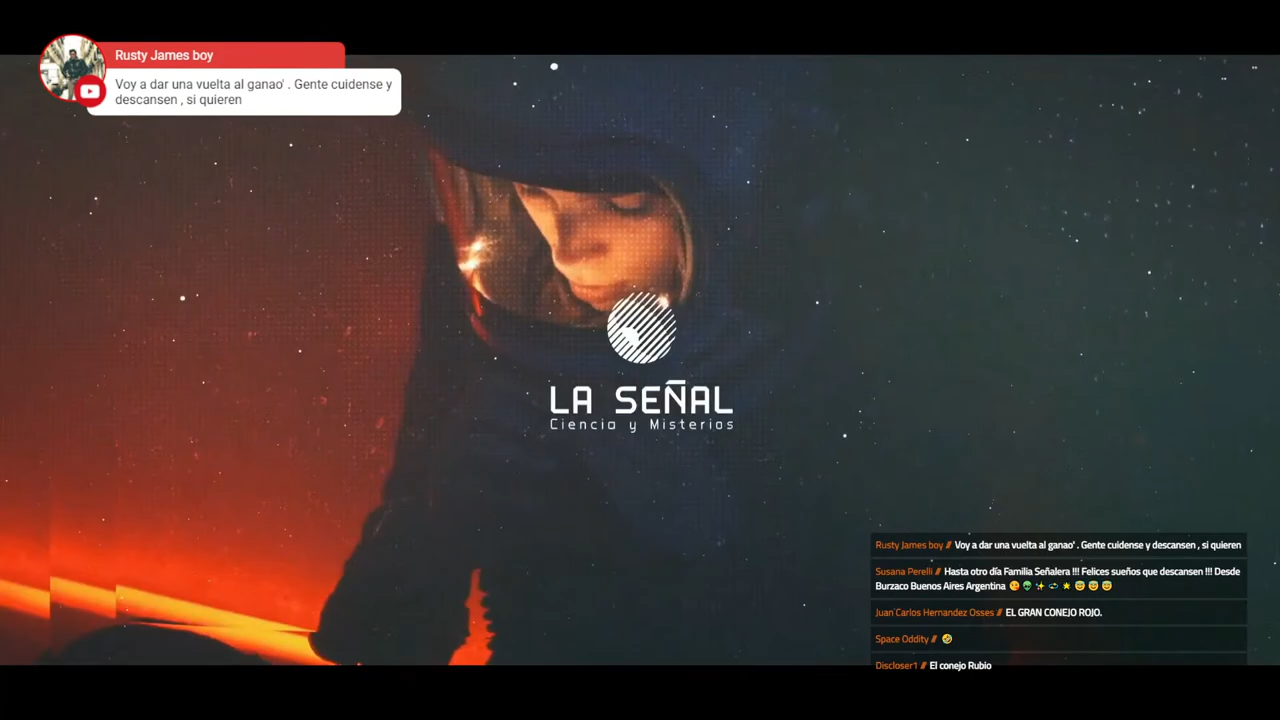 Rusty James boy
Voy a dar una vuelta al ganao' . Gente cuidense y
descansen , si quieren
LA SEÑAL
Ciencia y Misterios
Rusty James boy // Voy a dar una vuelta al ganao' . Gente cuidense y descansen , si quieren
Susana Perelli // Hasta otro día Familia Señalera !!! Felices sueños que descansen !!! Desde
Burzaco Buenos Aires Argentina 😘 👽 ✨ 🪐 🌟 😇 😇 😇
Juan Carlos Hernandez Osses // EL GRAN CONEJO ROJO.
Space Oddity // 🤣
Discloser1 // El conejo Rubio